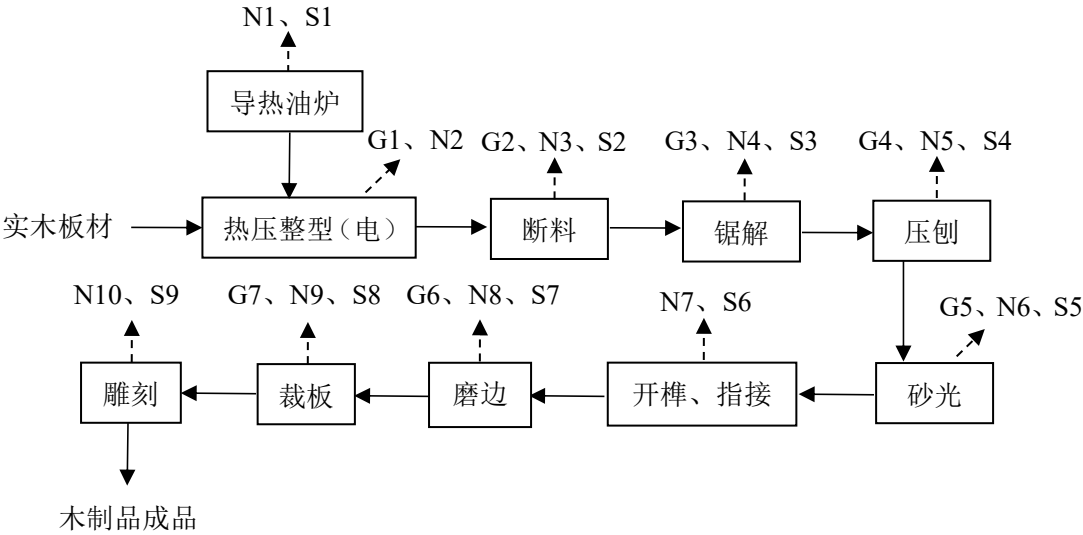 N1、S1
导热油炉
G1、N2
G2、N3、S2
G3、N4、S3
G4、N5、S4
实木板材
热压整型（电）
断料
锯解
压刨
N10、S9
G7、N9、S8
G6、N8、S7
N7、S6
G5、N6、S5
雕刻
裁板
磨边
开榫、指接
砂光
木制品成品